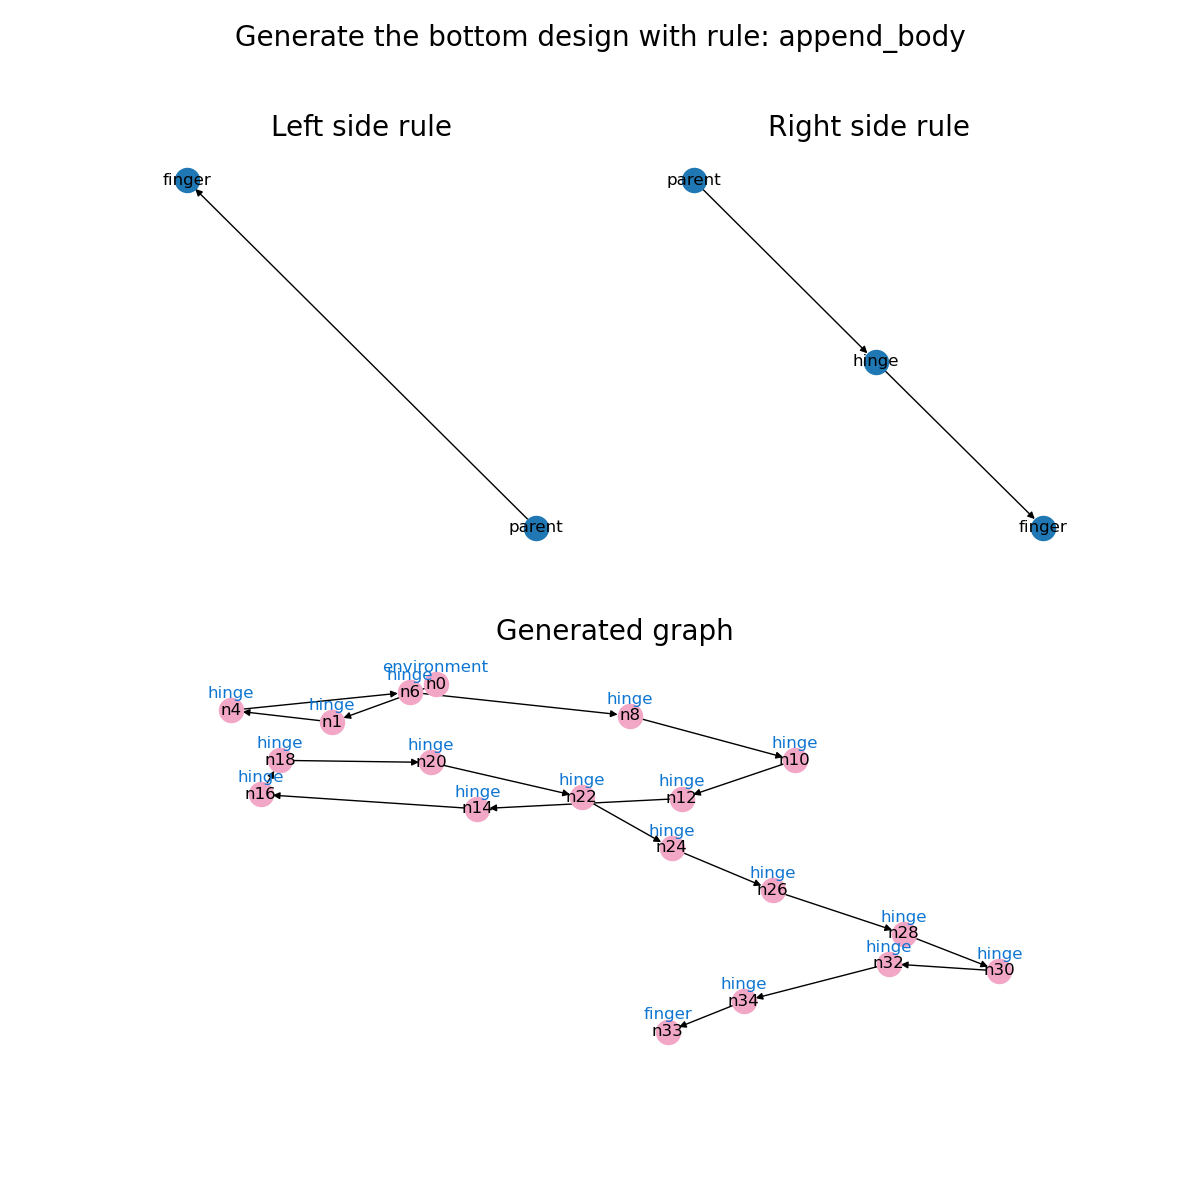 Generate the bottom design with rule: append_body
Left side rule
Right side rule
finger
parent
hinge
parent
finger
Generated graph
environment
n0
hinge
n6
hinge
n4
hinge
n1
hinge
n8
hinge
n18
hinge
n20
hinge
n10
hinge
n16
hinge
n14
hinge
n22
hinge
n12
hinge
n24
hinge
n26
hinge
n28
hinge
n32
hinge
n30
hinge
n34
finger
n33